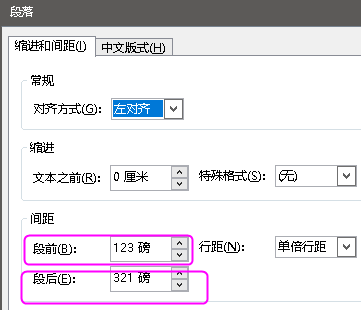 段落
缩进和间距(I) 中文版式(H)
常规
对齐方式(G): 左对齐
缩进
文本之前(R): 0 厘米 特殊格式(S): (无)
间距
段前(B): 123 磅 行距(N): 单倍行距
段后(E): 321 磅